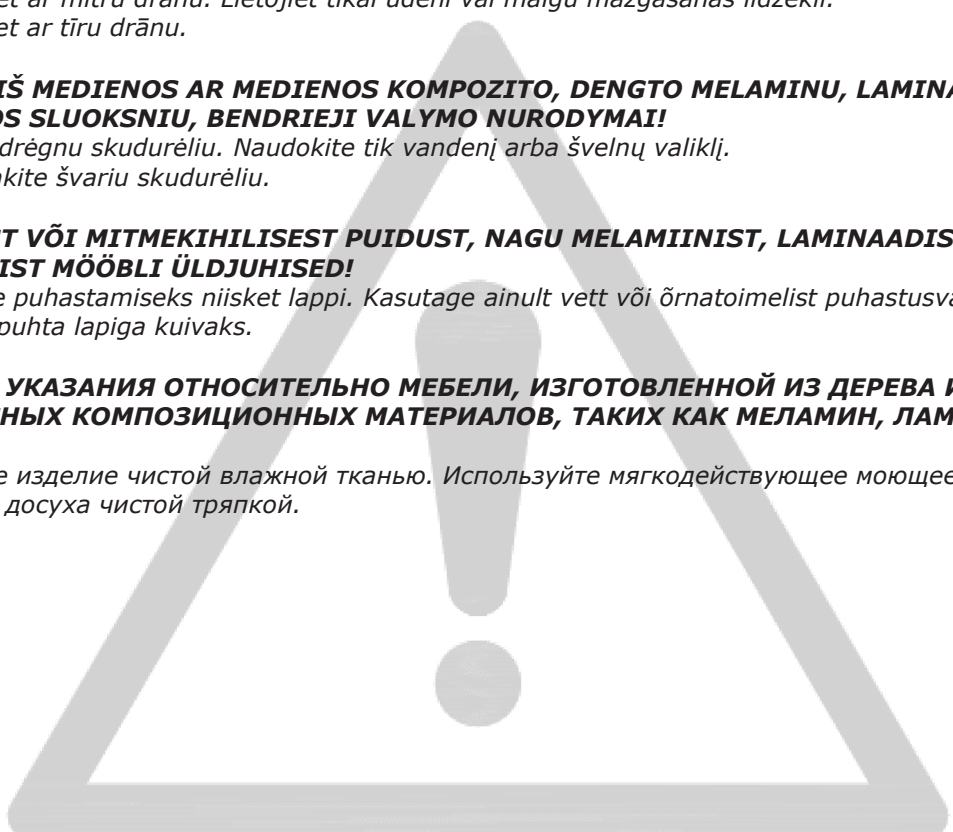 et ar mitru drānu. Lietojiet tikai ūdeni vai maigu mazgāšanas līdzekli.
et ar tīru drānu.
IŠ MEDIENOS AR MEDIENOS KOMPOZITO, DENGTO MELAMINU, LAMINA
OS SLUOKSNIU, BENDRIEJI VALYMO NURODYMAI!
drėgnu skudurėliu. Naudokite tik vandenį arba švelnų valiklį.
kite švariu skudurėliu.
T VÕI MITMEKIHILISEST PUIDUST, NAGU MELAMIINIST, LAMINAADIS
IST MÖÖBLI ÜLDJUHISED!
e puhastamiseks niisket lappi. Kasutage ainult vett või õrnatoimelist puhastusva
puhta lapiga kuivaks.
УКАЗАНИЯ ОТНОСИТЕЛЬНО МЕБЕЛИ, ИЗГОТОВЛЕННОЙ ИЗ ДЕРЕВА И
НЫХ КОМПОЗИЦИОННЫХ МАТЕРИАЛОВ, ТАКИХ КАК МЕЛАМИН, ЛАМ
е изделие чистой влажной тканью. Используйте мягкодействующее моющее
досуха чистой тряпкой.